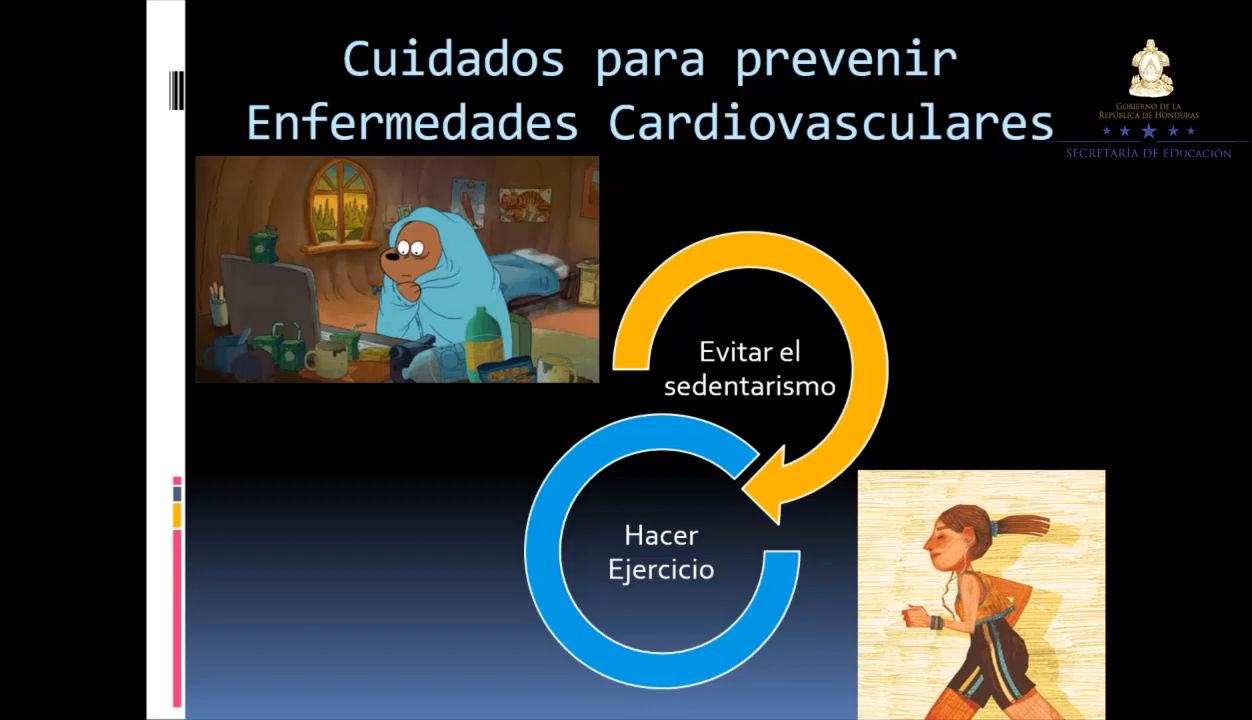 Cuidados para prevenir
Enfermedades Cardiovasculares
GOBIERNO DE LA
REPÚBLICA DE HONDURAS
SECRETARÍA DE EDUCACIÓN
Evitar el
sedentarismo
Hacer
Ejercicio